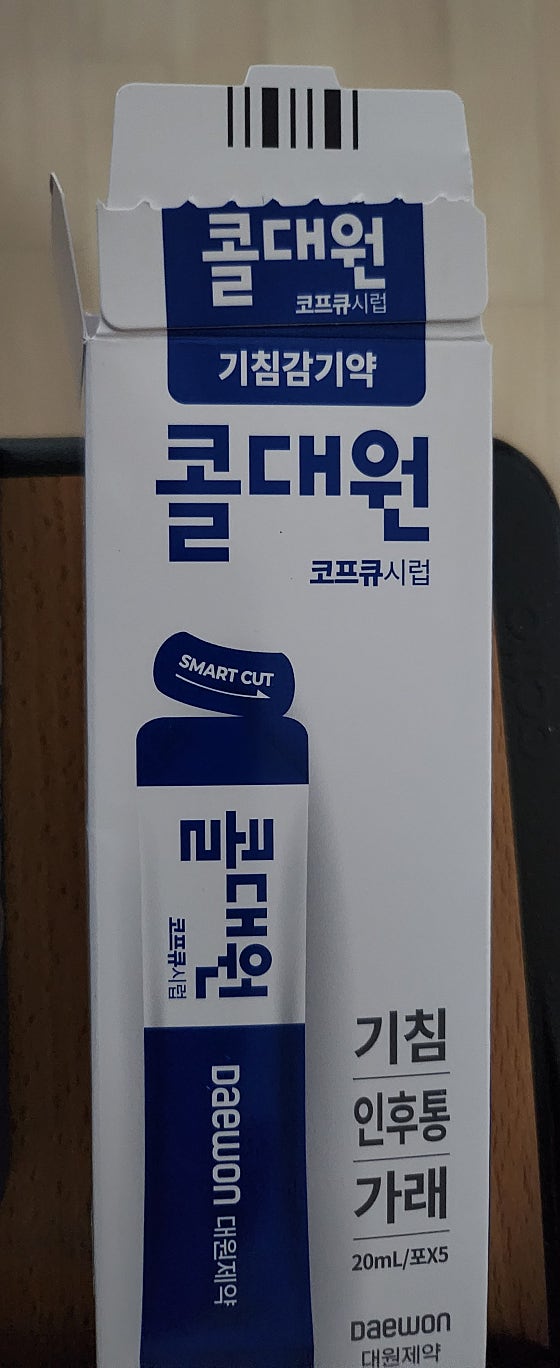 콜대원
코프큐시럽
기침감기약
콜대원
코프큐시럽
SMART CUT
콜대원
코프큐시럽
Daewon 대원제약
기침
인후통
가래
20mL/포X5
Daewon
대원제약